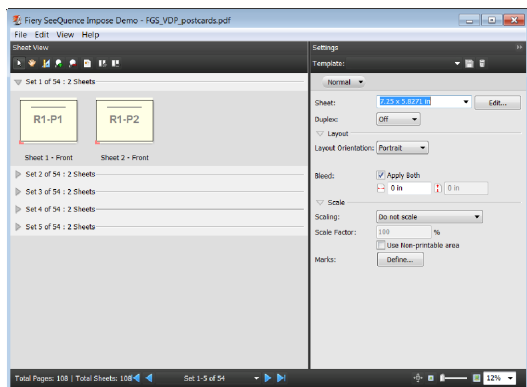 Fiery SeeQuence Impose Demo - FGS_VDP_postcards.pdf
File Edit View Help
Sheet View
Set 1 of 54 : 2 Sheets
R1-P1 R1-P2
Sheet 1 - Front Sheet 2 - Front
Set 2 of 54 : 2 Sheets
Set 3 of 54 : 2 Sheets
Set 4 of 54 : 2 Sheets
Set 5 of 54 : 2 Sheets
Total Pages: 108 | Total Sheets: 108 Set 1-5 of 54
Settings
Template:
Normal
Sheet: 7.25 x 5.8271 in Edit...
Duplex: Off
Layout
Layout Orientation: Portrait
Bleed: Apply Both
0 in 0 in
Scale
Scaling: Do not scale
Scale Factor: 100 %
Use Non-printable area
Marks: Define...
12%